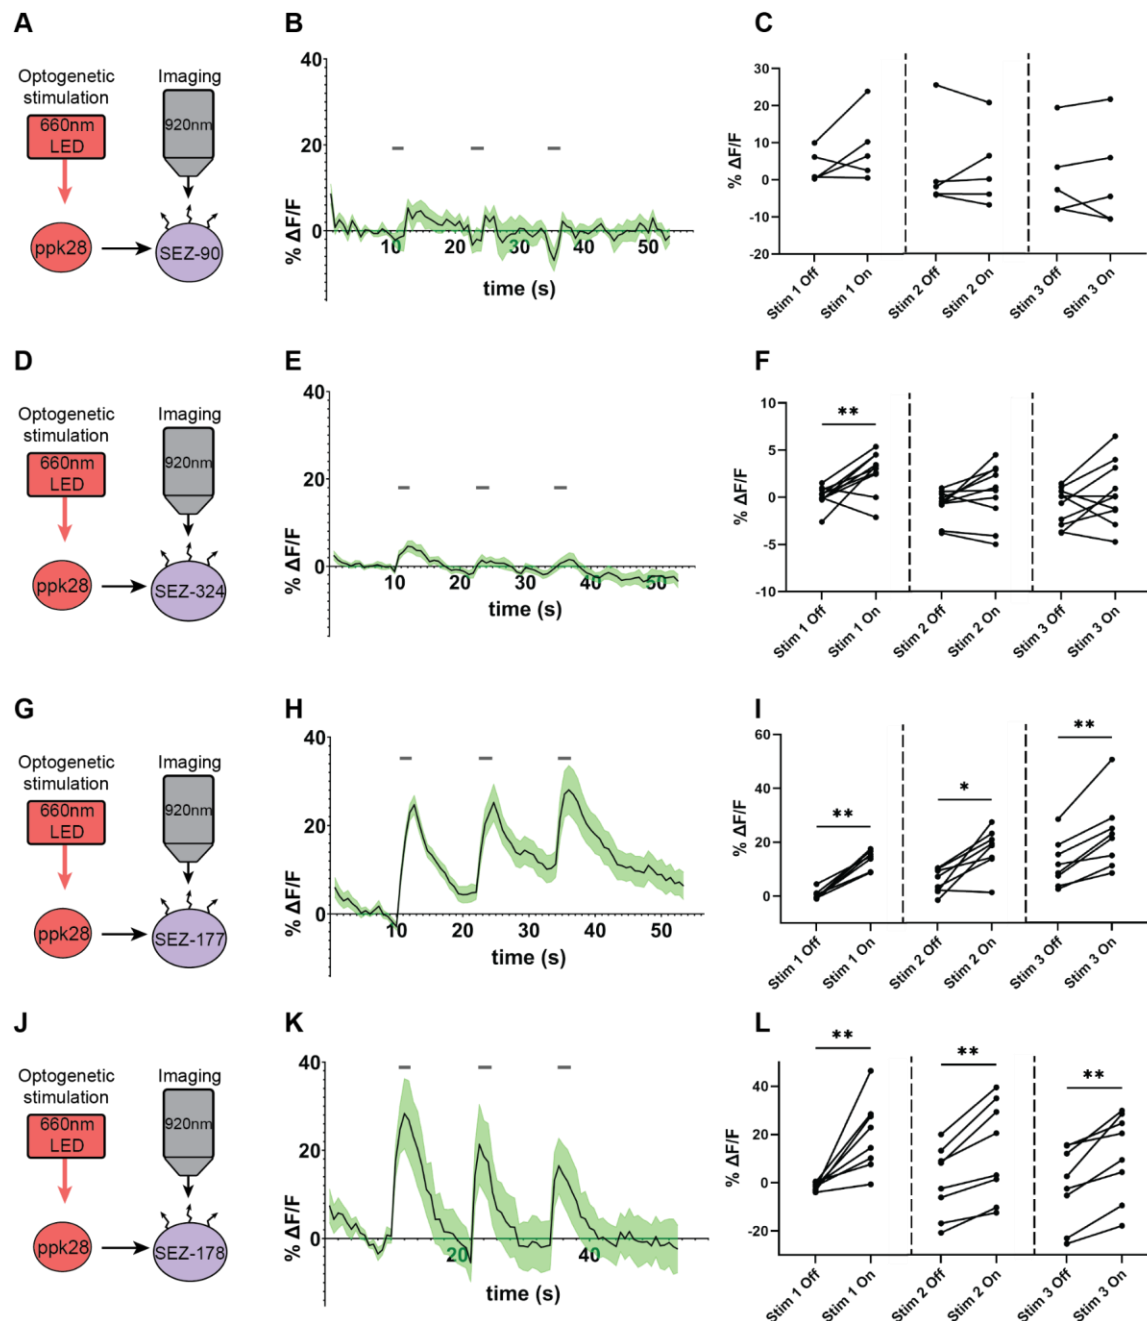 A
B
C
Optogenetic
stimulation
Imaging
660nm
LED
920nm
ppk28
SEZ-90
% ΔF/F
40
20
0
10
20
30
40
50
time (s)
% ΔF/F
30
20
10
0
-10
-20
Stim 1 Off
Stim 1 On
Stim 2 Off
Stim 2 On
Stim 3 Off
Stim 3 On
D
E
F
Optogenetic
stimulation
Imaging
660nm
LED
920nm
ppk28
SEZ-324
% ΔF/F
40
20
0
10
20
30
40
50
time (s)
**
% ΔF/F
10
5
0
-5
-10
Stim 1 Off
Stim 1 On
Stim 2 Off
Stim 2 On
Stim 3 Off
Stim 3 On
G
H
I
Optogenetic
stimulation
Imaging
660nm
LED
920nm
ppk28
SEZ-177
% ΔF/F
40
20
0
10
20
30
40
50
time (s)
**
*
**
% ΔF/F
60
40
20
0
Stim 1 Off
Stim 1 On
Stim 2 Off
Stim 2 On
Stim 3 Off
Stim 3 On
J
K
L
Optogenetic
stimulation
Imaging
660nm
LED
920nm
ppk28
SEZ-178
% ΔF/F
40
20
0
20
40
time (s)
**
**
**
% ΔF/F
40
20
0
-20
Stim 1 Off
Stim 1 On
Stim 2 Off
Stim 2 On
Stim 3 Off
Stim 3 On